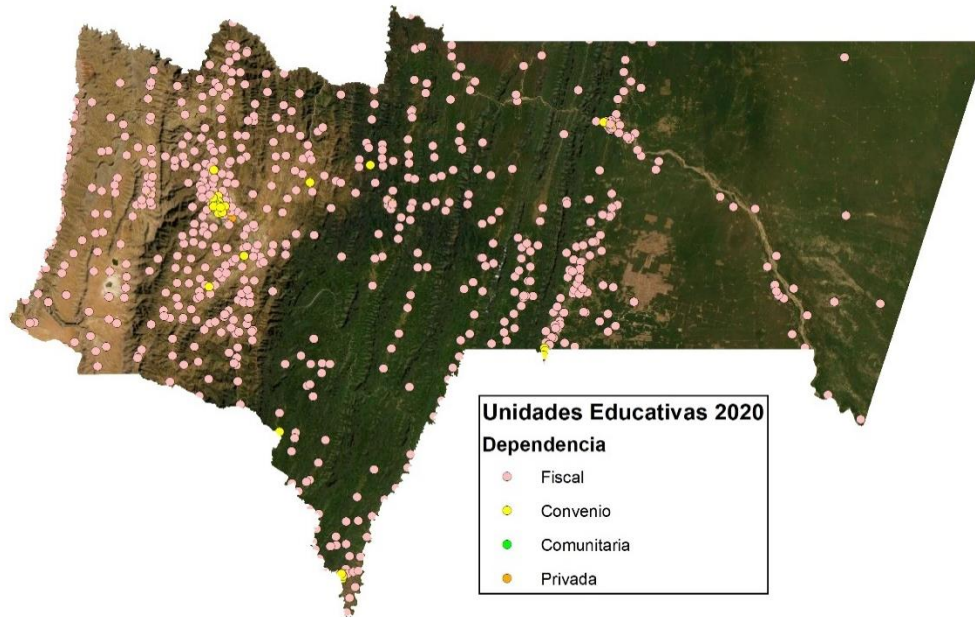 Unidades Educativas 2020
Dependencia
Fiscal
Convenio
Comunitaria
Privada